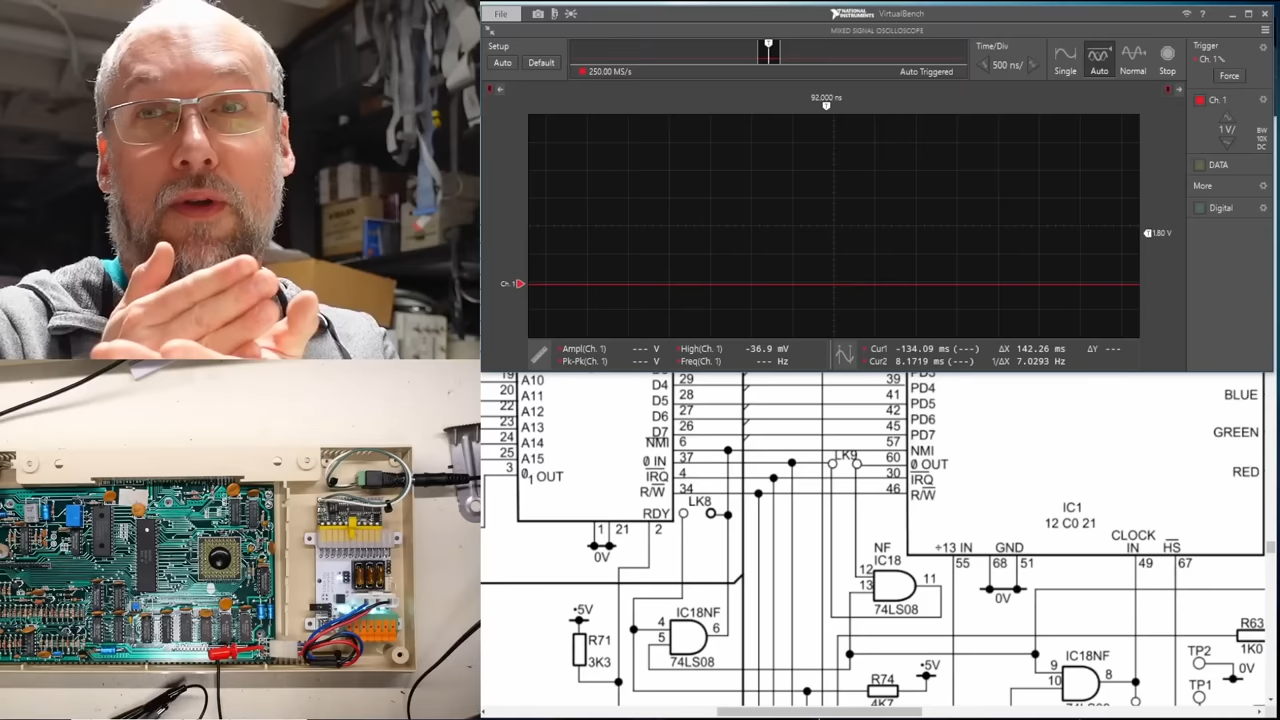 File
NATIONAL INSTRUMENTS VirtualBench
MIXED SIGNAL OSCILLOSCOPE
Setup
Auto Default
250.00 MS/s
Auto Triggered
Time/Div
500 ns/
Single Auto Normal Stop
Trigger
Ch. 1
Force
92.000 ns
Ch. 1
1 V/
BW
10X
DC
DATA
More
Digital
1.80 V
Ch. 1
Ampl(Ch. 1) --- V High(Ch. 1) -36.9 mV
Pk-Pk(Ch. 1) --- V Freq(Ch. 1) --- Hz
Cur1 -134.09 ms (---) ΔX 142.26 ms ΔY ---
Cur2 8.1719 ms (---) 1/ΔX 7.0293 Hz
19 A10
20 A11
22 A12
23 A13
24 A14
25 A15
3 Ø1 OUT
D4 29
D5 28
D6 27
D7 26
NMI 6
Ø IN 37
IRQ 4
R/W 34
RDY
LK8
1 21 2
0V
39 PD4
41 PD5
42 PD6
45 PD7
57 NMI
60 Ø OUT
30 IRQ
46 R/W
LK9
BLUE
GREEN
RED
IC1
12 C0 21
÷13 IN GND CLOCK IN HS
55 68 51 49 67
0V
NF
IC18
12
13
11
74LS08
+5V
R71
3K3
IC18NF
4
5
6
74LS08
+5V
R74
4K7
IC18NF
9
10
8
74LS08
R63
1K0
TP2
0V
TP1